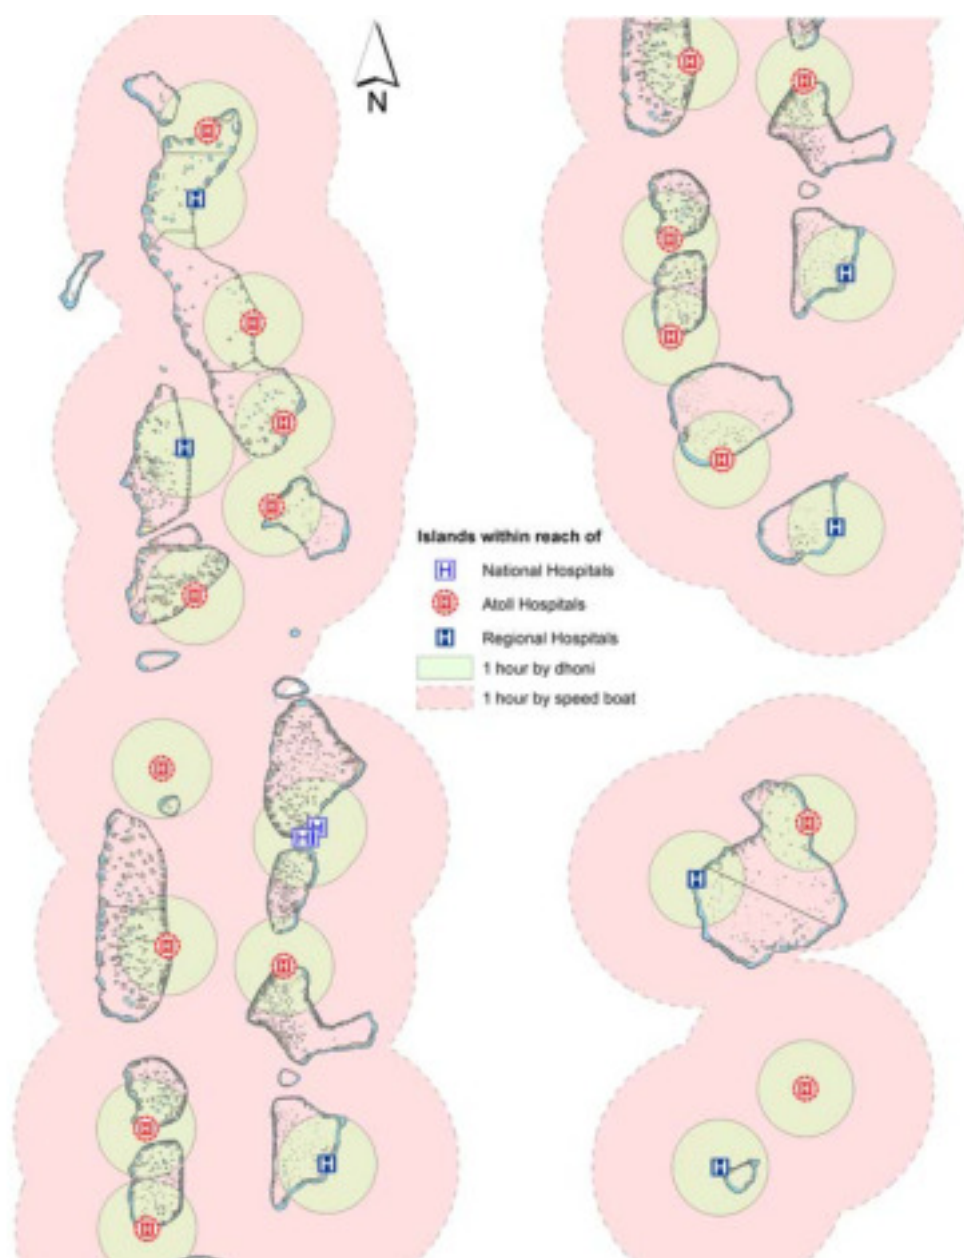 N
Islands within reach of
H National Hospitals
H Atoll Hospitals
H Regional Hospitals
1 hour by dhoni
1 hour by speed boat